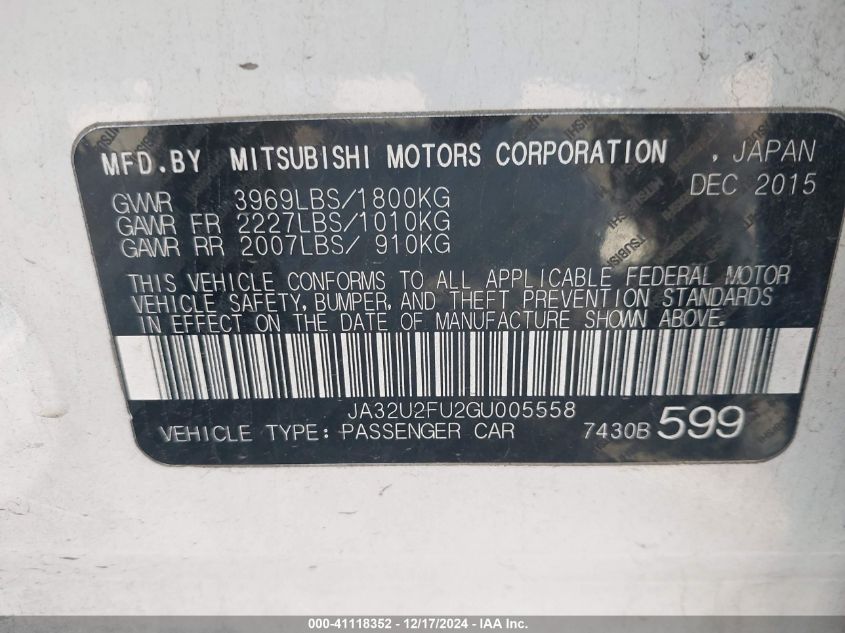 MFD.BY MITSUBISHI MOTORS CORPORATION , JAPAN
DEC 2015
GVWR 3969LBS/1800KG
GAWR FR 2227LBS/1010KG
GAWR RR 2007LBS/ 910KG
THIS VEHICLE CONFORMS TO ALL APPLICABLE FEDERAL MOTOR
VEHICLE SAFETY, BUMPER, AND THEFT PREVENTION STANDARDS
IN EFFECT ON THE DATE OF MANUFACTURE SHOWN ABOVE.
JA32U2FU2GU005558
VEHICLE TYPE: PASSENGER CAR 7430B 599
000-41118352 - 12/17/2024 - IAA Inc.